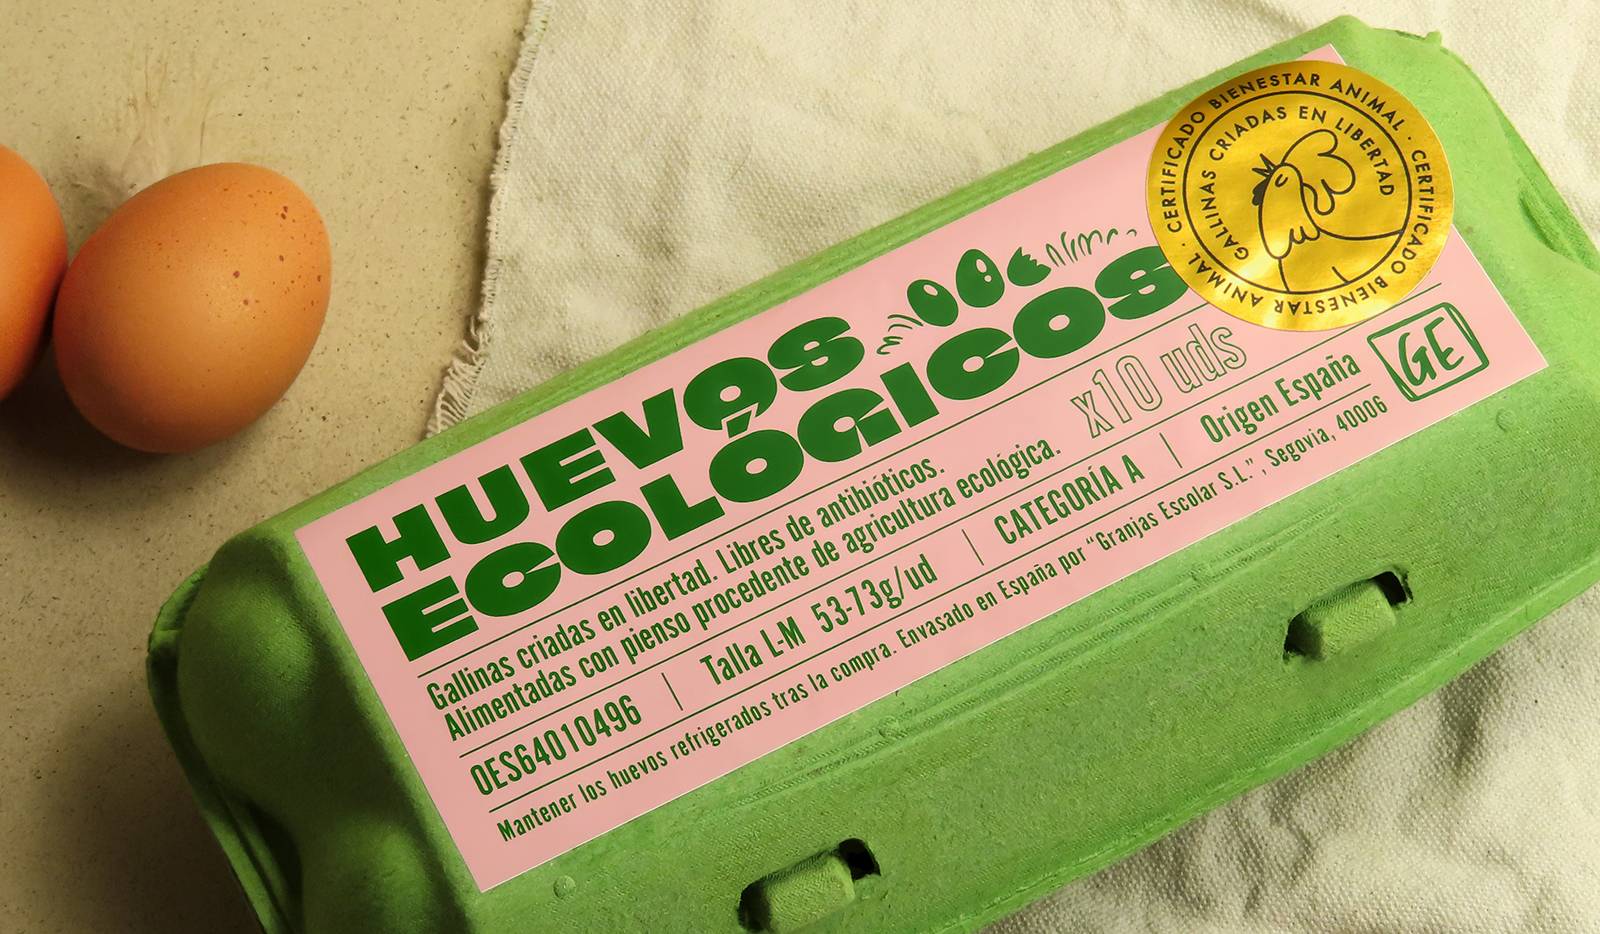 HUEVOS
ECOLÓGICOS
x10 uds
Gallinas criadas en libertad. Libres de antibióticos.
Alimentadas con pienso procedente de agricultura ecológica.
0ES64010496 | Talla L-M 53-73g/ud | CATEGORÍA A | Origen España
Mantener los huevos refrigerados tras la compra. Envasado en España por “Granjas Escolar S.L.”, Segovia, 40006
GE
CERTIFICADO BIENESTAR ANIMAL · CERTIFICADO BIENESTAR ANIMAL ·
GALLINAS CRIADAS EN LIBERTAD